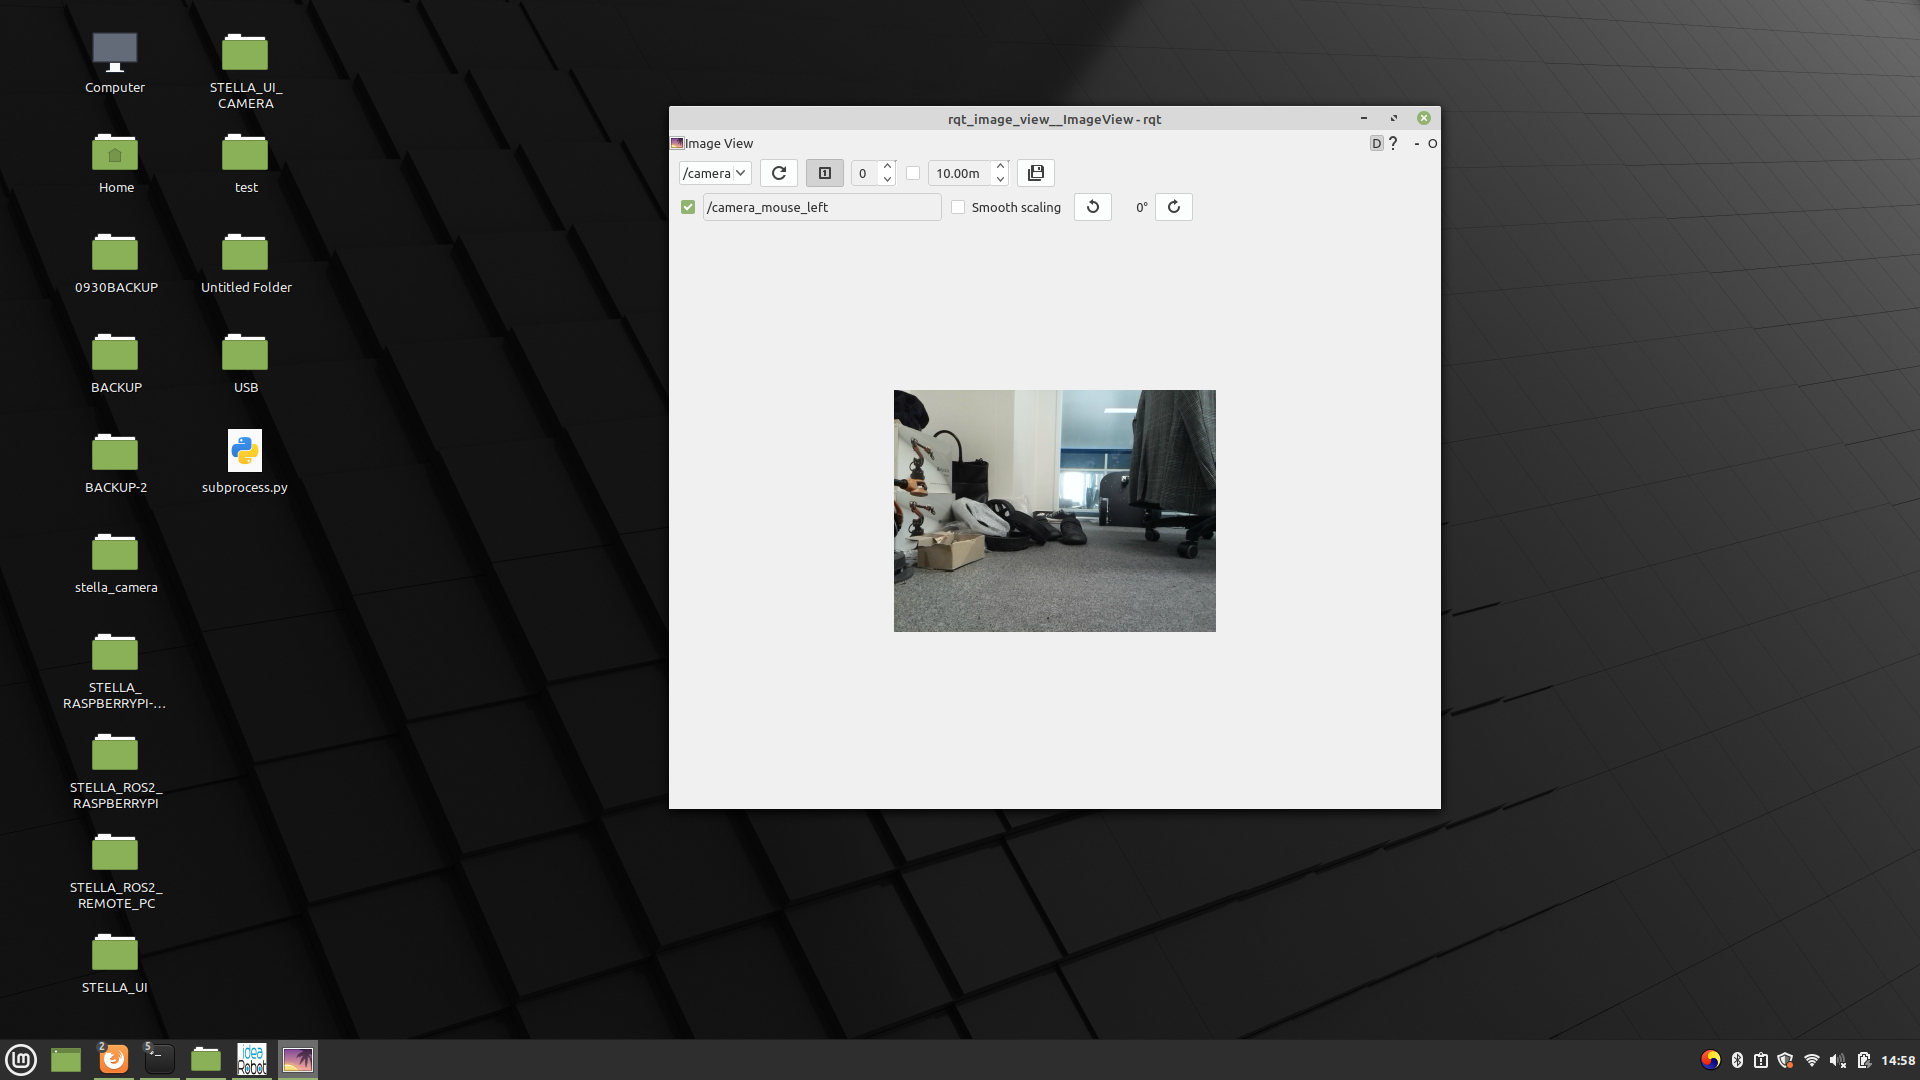 Computer
STELLA_UI_
CAMERA
Home
test
0930BACKUP
Untitled Folder
BACKUP
USB
BACKUP-2
subprocess.py
stella_camera
STELLA_
RASPBERRYPI-...
STELLA_ROS2_
RASPBERRYPI
STELLA_ROS2_
REMOTE_PC
STELLA_UI
rqt_image_view__ImageView - rqt
Image View
D ? - O
/camera
1
0
10.00m
/camera_mouse_left
Smooth scaling
0°
lm
2
5
idea
Robot
14:58